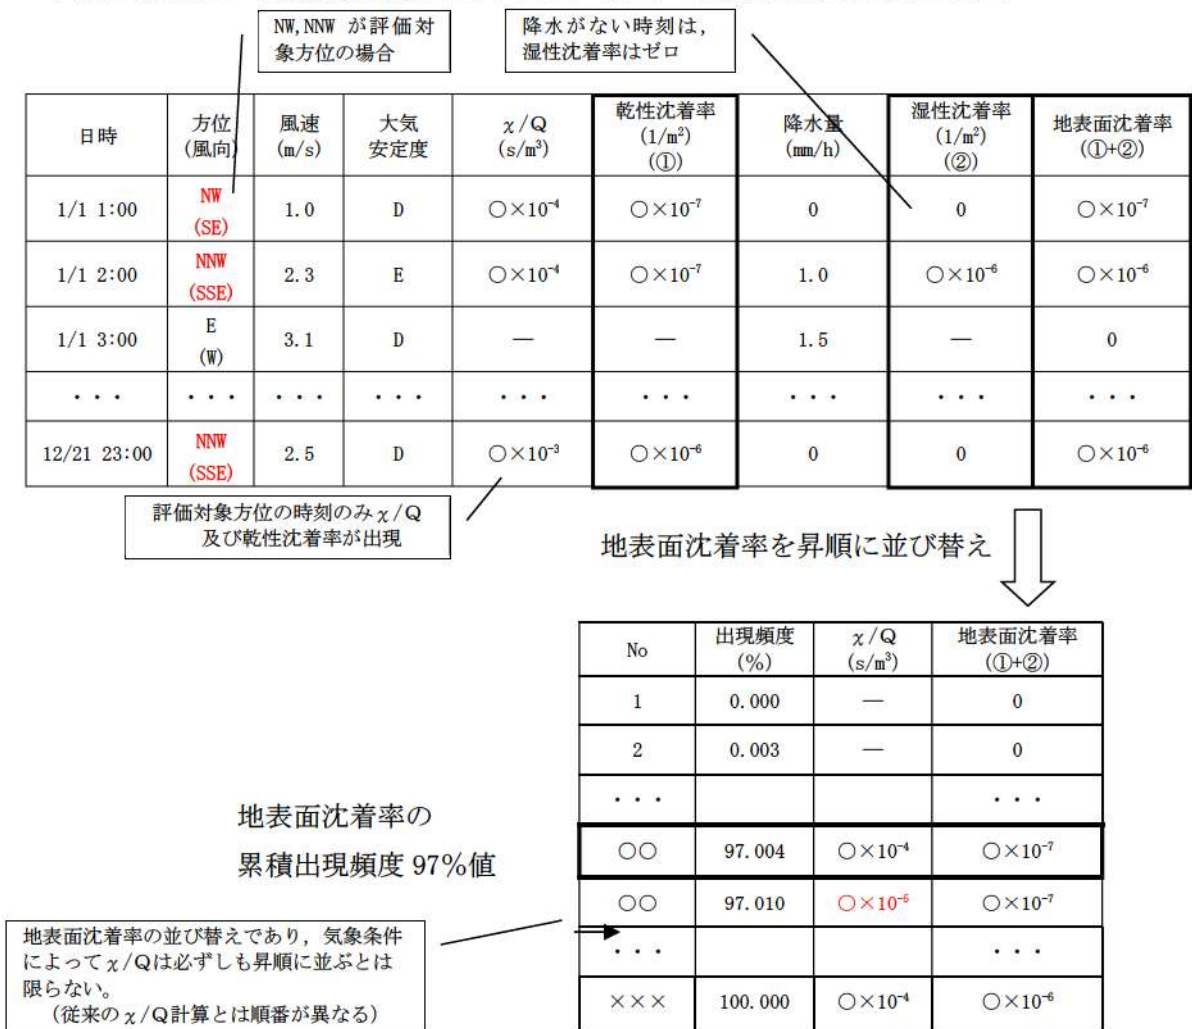 NW, NNW が評価対
象方位の場合
降水がない時刻は，
湿性沈着率はゼロ
日時 方位 (風向) 風速 (m/s) 大気 安定度 χ/Q (s/m³) 乾性沈着率 (1/m²) (①) 降水量 (mm/h) 湿性沈着率 (1/m²) (②) 地表面沈着率 (①+②)
1/1 1:00 NW (SE) 1.0 D ○×10⁻⁴ ○×10⁻⁷ 0 0 ○×10⁻⁷
1/1 2:00 NNW (SSE) 2.3 E ○×10⁻⁴ ○×10⁻⁷ 1.0 ○×10⁻⁶ ○×10⁻⁶
1/1 3:00 E (W) 3.1 D — — 1.5 — 0
・・・ ・・・ ・・・ ・・・ ・・・ ・・・ ・・・ ・・・ ・・・
12/21 23:00 NNW (SSE) 2.5 D ○×10⁻³ ○×10⁻⁶ 0 0 ○×10⁻⁶
評価対象方位の時刻のみχ/Q
及び乾性沈着率が出現
地表面沈着率を昇順に並び替え
No 出現頻度 (%) χ/Q (s/m³) 地表面沈着率 (①+②)
1 0.000 — 0
2 0.003 — 0
・・・ ・・・
地表面沈着率の
累積出現頻度 97%値
○○ 97.004 ○×10⁻⁴ ○×10⁻⁷
○○ 97.010 ○×10 ○×10⁻⁷
・・・ ・・・
××× 100.000 ○×10⁻⁴ ○×10⁻⁶
地表面沈着率の並び替えであり，気象条件
によってχ/Qは必ずしも昇順に並ぶとは
限らない。
（従来のχ/Q計算とは順番が異なる）